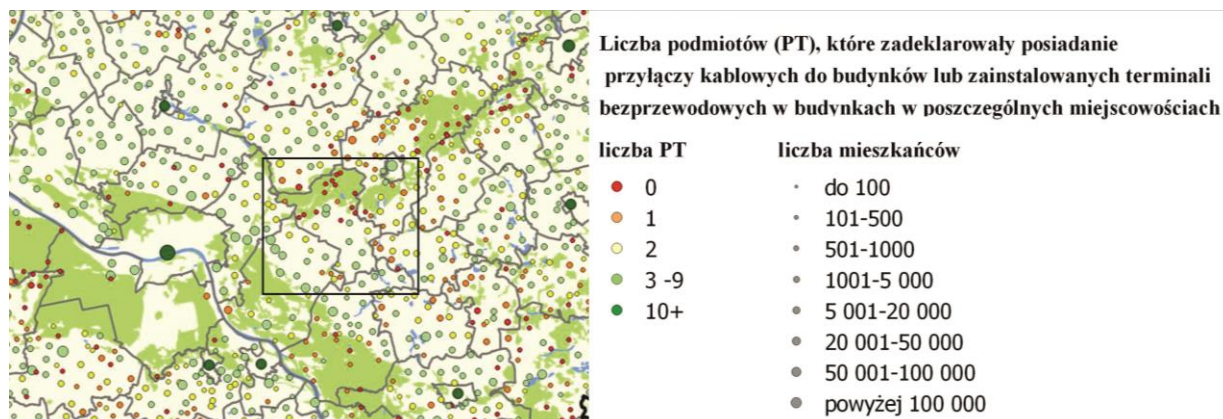 Liczba podmiotów (PT), które zadeklarowały posiadanie
przyłączy kablowych do budynków lub zainstalowanych terminali
bezprzewodowych w budynkach w poszczególnych miejscowościach
liczba PT
liczba mieszkańców
0
do 100
1
101-500
2
501-1000
3 -9
1001-5 000
10+
5 001-20 000
20 001-50 000
50 001-100 000
powyżej 100 000